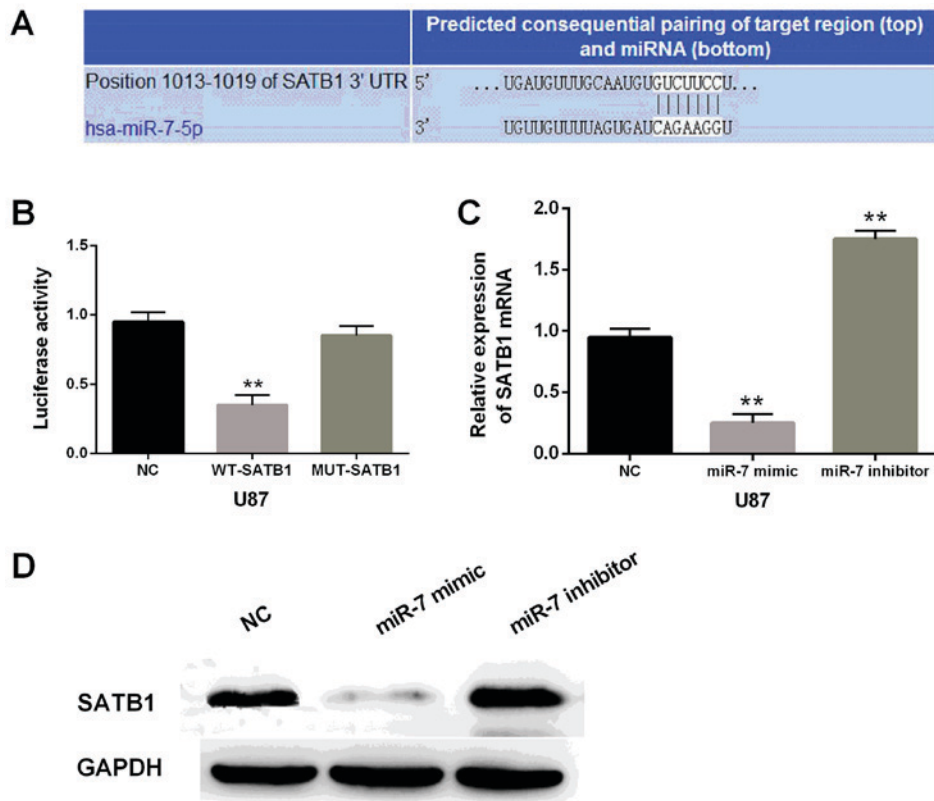 A
Predicted consequential pairing of target region (top)
and miRNA (bottom)
Position 1013-1019 of SATB1 3' UTR 5' ...UGAUGUUUGCAAUGUGUCUUCCU...
hsa-miR-7-5p 3' UGUUGUUUUAGUGAUCAGAAGGU
B
Luciferase activity
1.5
1.0
0.5
0.0
**
NC WT-SATB1 MUT-SATB1
U87
C
Relative expression
of SATB1 mRNA
2.0
1.5
1.0
0.5
0.0
**
**
NC miR-7 mimic miR-7 inhibitor
U87
D
NC miR-7 mimic miR-7 inhibitor
SATB1
GAPDH